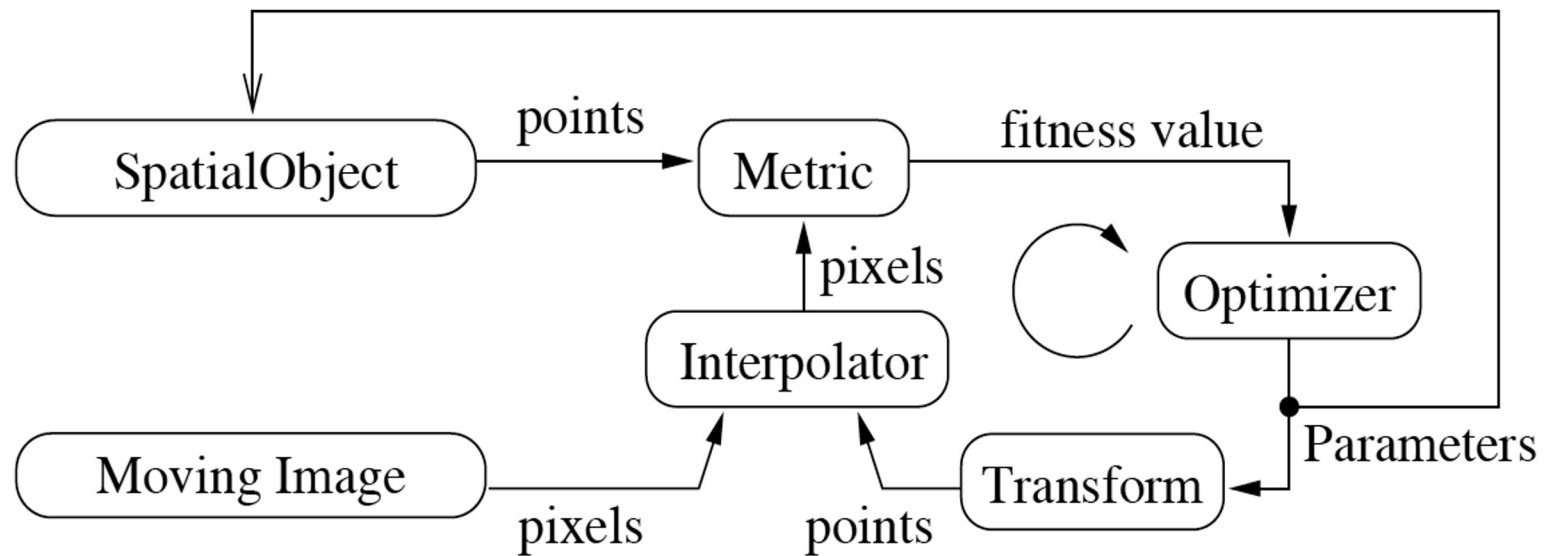 points
fitness value
SpatialObject
Metric
pixels
Optimizer
Interpolator
Parameters
Moving Image
Transform
pixels
points